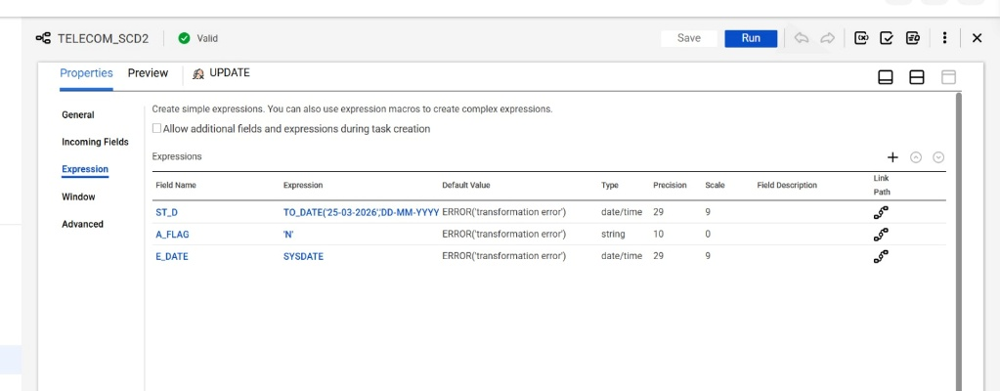 TELECOM_SCD2
Valid
Save
Run
Properties
Preview
UPDATE
General
Incoming Fields
Expression
Window
Advanced
Create simple expressions. You can also use expression macros to create complex expressions.
Allow additional fields and expressions during task creation
Expressions
Field Name Expression Default Value Type Precision Scale Field Description Link Path
ST_D TO_DATE('25-03-2026','DD-MM-YYYY ERROR('transformation error') date/time 29 9
A_FLAG 'N' ERROR('transformation error') string 10 0
E_DATE SYSDATE ERROR('transformation error') date/time 29 9